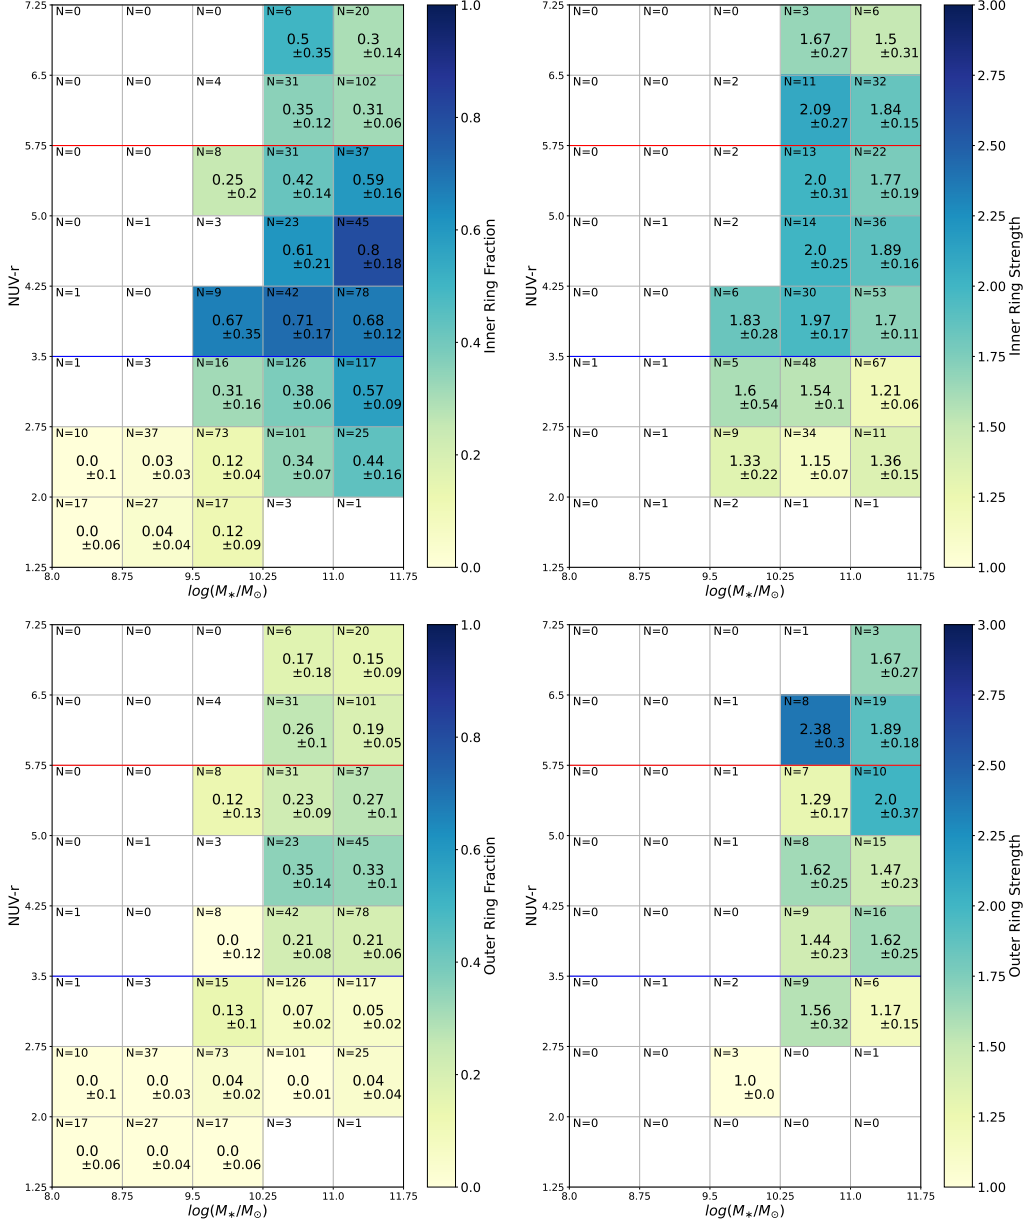 7.25
N=0 N=0 N=0 N=6 N=20
0.5 0.3
±0.35 ±0.14
6.5
N=0 N=0 N=4 N=31 N=102
0.35 0.31
±0.12 ±0.06
5.75
N=0 N=0 N=8 N=31 N=37
0.25 0.42 0.59
±0.2 ±0.14 ±0.16
5.0
N=0 N=1 N=3 N=23 N=45
0.61 0.8
±0.21 ±0.18
4.25
N=1 N=0 N=9 N=42 N=78
0.67 0.71 0.68
±0.35 ±0.17 ±0.12
3.5
N=1 N=3 N=16 N=126 N=117
0.31 0.38 0.57
±0.16 ±0.06 ±0.09
2.75
N=10 N=37 N=73 N=101 N=25
0.0 0.03 0.12 0.34 0.44
±0.1 ±0.03 ±0.04 ±0.07 ±0.16
2.0
N=17 N=27 N=17 N=3 N=1
0.0 0.04 0.12
±0.06 ±0.04 ±0.09
1.25
8.0 8.75 9.5 10.25 11.0 11.75
log(M∗/M⊙)
NUV-r
1.0
0.8
0.6
0.4
0.2
0.0
Inner Ring Fraction
7.25
N=0 N=0 N=0 N=3 N=6
1.67 1.5
±0.27 ±0.31
6.5
N=0 N=0 N=2 N=11 N=32
2.09 1.84
±0.27 ±0.15
5.75
N=0 N=0 N=2 N=13 N=22
2.0 1.77
±0.31 ±0.19
5.0
N=0 N=0 N=2 N=14 N=36
2.0 1.89
±0.25 ±0.16
4.25
N=0 N=0 N=6 N=30 N=53
1.83 1.97 1.7
±0.28 ±0.17 ±0.11
3.5
N=1 N=1 N=5 N=48 N=67
1.6 1.54 1.21
±0.54 ±0.1 ±0.06
2.75
N=0 N=1 N=9 N=34 N=11
1.33 1.15 1.36
±0.22 ±0.07 ±0.15
2.0
N=0 N=1 N=2 N=1 N=1
1.25
8.0 8.75 9.5 10.25 11.0 11.75
log(M∗/M⊙)
NUV-r
3.00
2.75
2.50
2.25
2.00
1.75
1.50
1.25
1.00
Inner Ring Strength
7.25
N=0 N=0 N=0 N=6 N=20
0.17 0.15
±0.18 ±0.09
6.5
N=0 N=0 N=4 N=31 N=101
0.26 0.19
±0.1 ±0.05
5.75
N=0 N=0 N=8 N=31 N=37
0.12 0.23 0.27
±0.13 ±0.09 ±0.1
5.0
N=0 N=1 N=3 N=23 N=45
0.35 0.33
±0.14 ±0.1
4.25
N=1 N=0 N=8 N=42 N=78
0.0 0.21 0.21
±0.12 ±0.08 ±0.06
3.5
N=1 N=3 N=15 N=126 N=117
0.13 0.07 0.05
±0.1 ±0.02 ±0.02
2.75
N=10 N=37 N=73 N=101 N=25
0.0 0.0 0.04 0.0 0.04
±0.1 ±0.03 ±0.02 ±0.01 ±0.04
2.0
N=17 N=27 N=17 N=3 N=1
0.0 0.0 0.0
±0.06 ±0.04 ±0.06
1.25
8.0 8.75 9.5 10.25 11.0 11.75
log(M∗/M⊙)
NUV-r
1.0
0.8
0.6
0.4
0.2
0.0
Outer Ring Fraction
7.25
N=0 N=0 N=0 N=1 N=3
1.67
±0.27
6.5
N=0 N=0 N=1 N=8 N=19
2.38 1.89
±0.3 ±0.18
5.75
N=0 N=0 N=1 N=7 N=10
1.29 2.0
±0.17 ±0.37
5.0
N=0 N=0 N=1 N=8 N=15
1.62 1.47
±0.25 ±0.23
4.25
N=0 N=0 N=0 N=9 N=16
1.44 1.62
±0.23 ±0.25
3.5
N=0 N=1 N=2 N=9 N=6
1.56 1.17
±0.32 ±0.15
2.75
N=0 N=0 N=3 N=0 N=1
1.0
±0.0
2.0
N=0 N=0 N=0 N=0 N=0
1.25
8.0 8.75 9.5 10.25 11.0 11.75
log(M∗/M⊙)
NUV-r
3.00
2.75
2.50
2.25
2.00
1.75
1.50
1.25
1.00
Outer Ring Strength